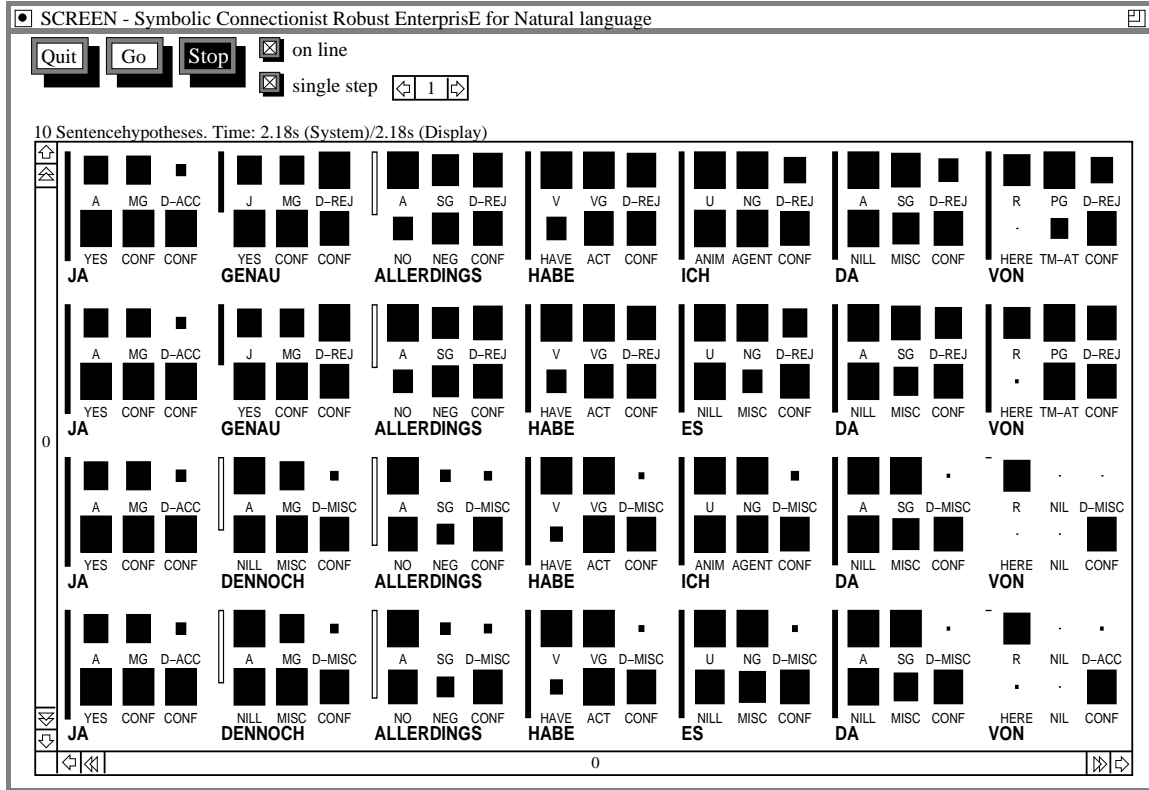 SCREEN - Symbolic Connectionist Robust EnterprisE for Natural language
Quit Go Stop on line
single step 1
10 Sentencehypotheses. Time: 2.18s (System)/2.18s (Display)
A MG D–ACC J MG D–REJ A SG D–REJ V VG D–REJ U NG D–REJ A SG D–REJ R PG D–REJ
YES CONF CONF YES CONF CONF NO NEG CONF HAVE ACT CONF ANIM AGENT CONF NILL MISC CONF HERE TM–AT CONF
JA GENAU ALLERDINGS HABE ICH DA VON
A MG D–ACC J MG D–REJ A SG D–REJ V VG D–REJ U NG D–REJ A SG D–REJ R PG D–REJ
YES CONF CONF YES CONF CONF NO NEG CONF HAVE ACT CONF NILL MISC CONF NILL MISC CONF HERE TM–AT CONF
JA GENAU ALLERDINGS HABE ES DA VON
0
A MG D–ACC A MG D–MISC A SG D–MISC V VG D–MISC U NG D–MISC A SG D–MISC R NIL D–MISC
YES CONF CONF NILL MISC CONF NO NEG CONF HAVE ACT CONF ANIM AGENT CONF NILL MISC CONF HERE NIL CONF
JA DENNOCH ALLERDINGS HABE ICH DA VON
A MG D–ACC A MG D–MISC A SG D–MISC V VG D–MISC U NG D–MISC A SG D–MISC R NIL D–ACC
YES CONF CONF NILL MISC CONF NO NEG CONF HAVE ACT CONF NILL MISC CONF NILL MISC CONF HERE NIL CONF
JA DENNOCH ALLERDINGS HABE ES DA VON
0